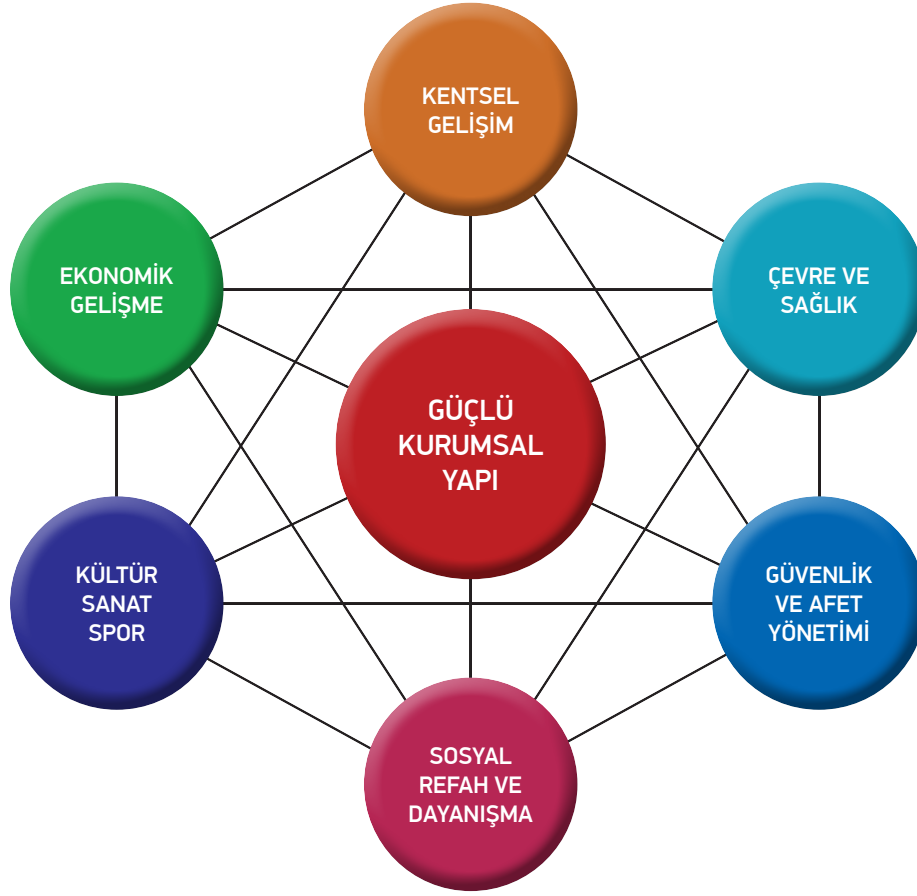 KENTSEL
GELİŞİM
EKONOMİK
GELİŞME
ÇEVRE VE
SAĞLIK
GÜÇLÜ
KURUMSAL
YAPI
KÜLTÜR
SANAT
SPOR
GÜVENLİK
VE AFET
YÖNETİMİ
SOSYAL
REFAH VE
DAYANIŞMA